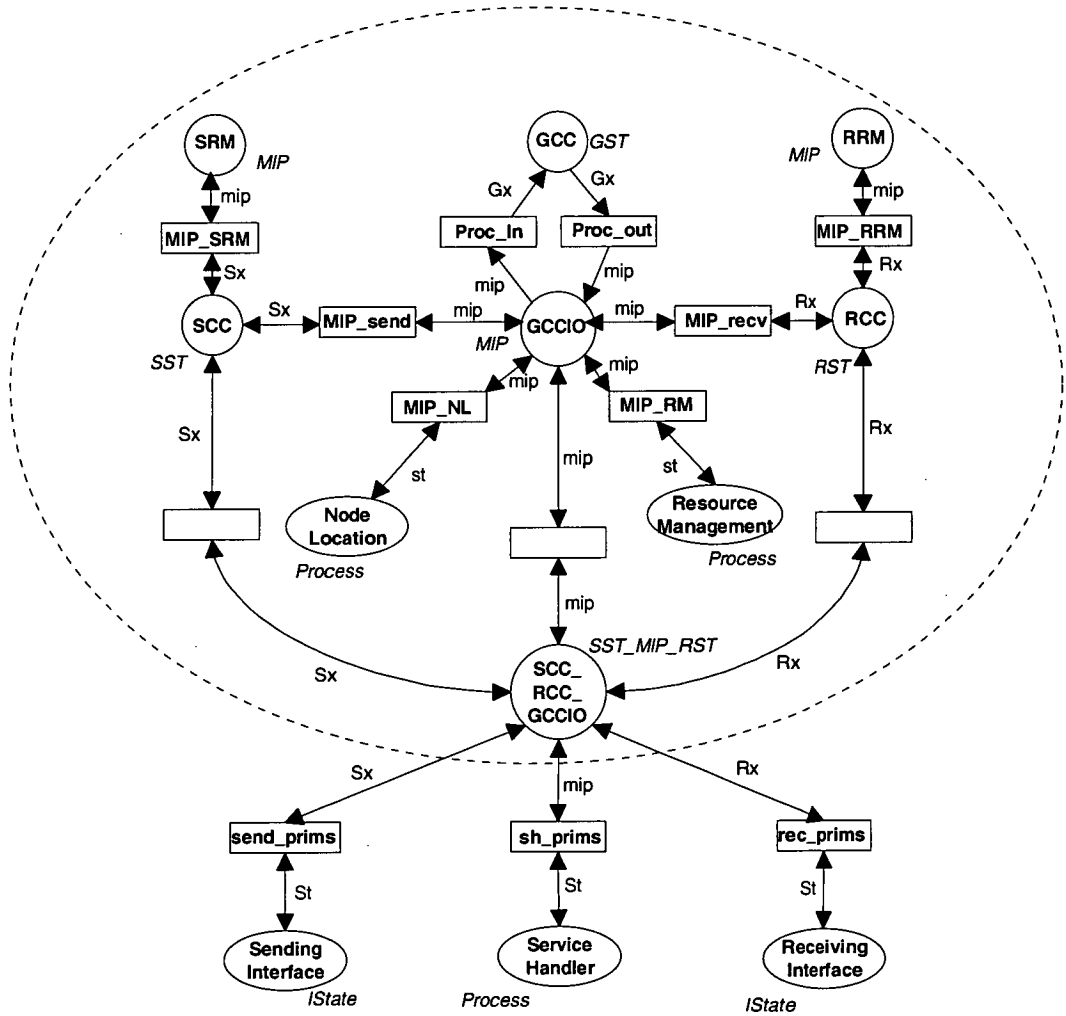 SRM
MIP
mip
MIP_SRM
Sx
SCC
SST
Sx
MIP_send
mip
GCC
GST
Gx
Gx
Proc_In
Proc_out
mip
mip
GCCIO
MIP
mip
MIP_recv
Rx
RRM
MIP
mip
MIP_RRM
Rx
RCC
RST
mip
MIP_NL
st
Node
Location
Process
mip
MIP_RM
st
Resource
Management
Process
Sx
mip
Rx
mip
SST_MIP_RST
Sx
SCC_
RCC_
GCCIO
Rx
Sx
mip
Rx
send_prims
sh_prims
rec_prims
St
St
St
Sending
Interface
IState
Service
Handler
Process
Receiving
Interface
IState